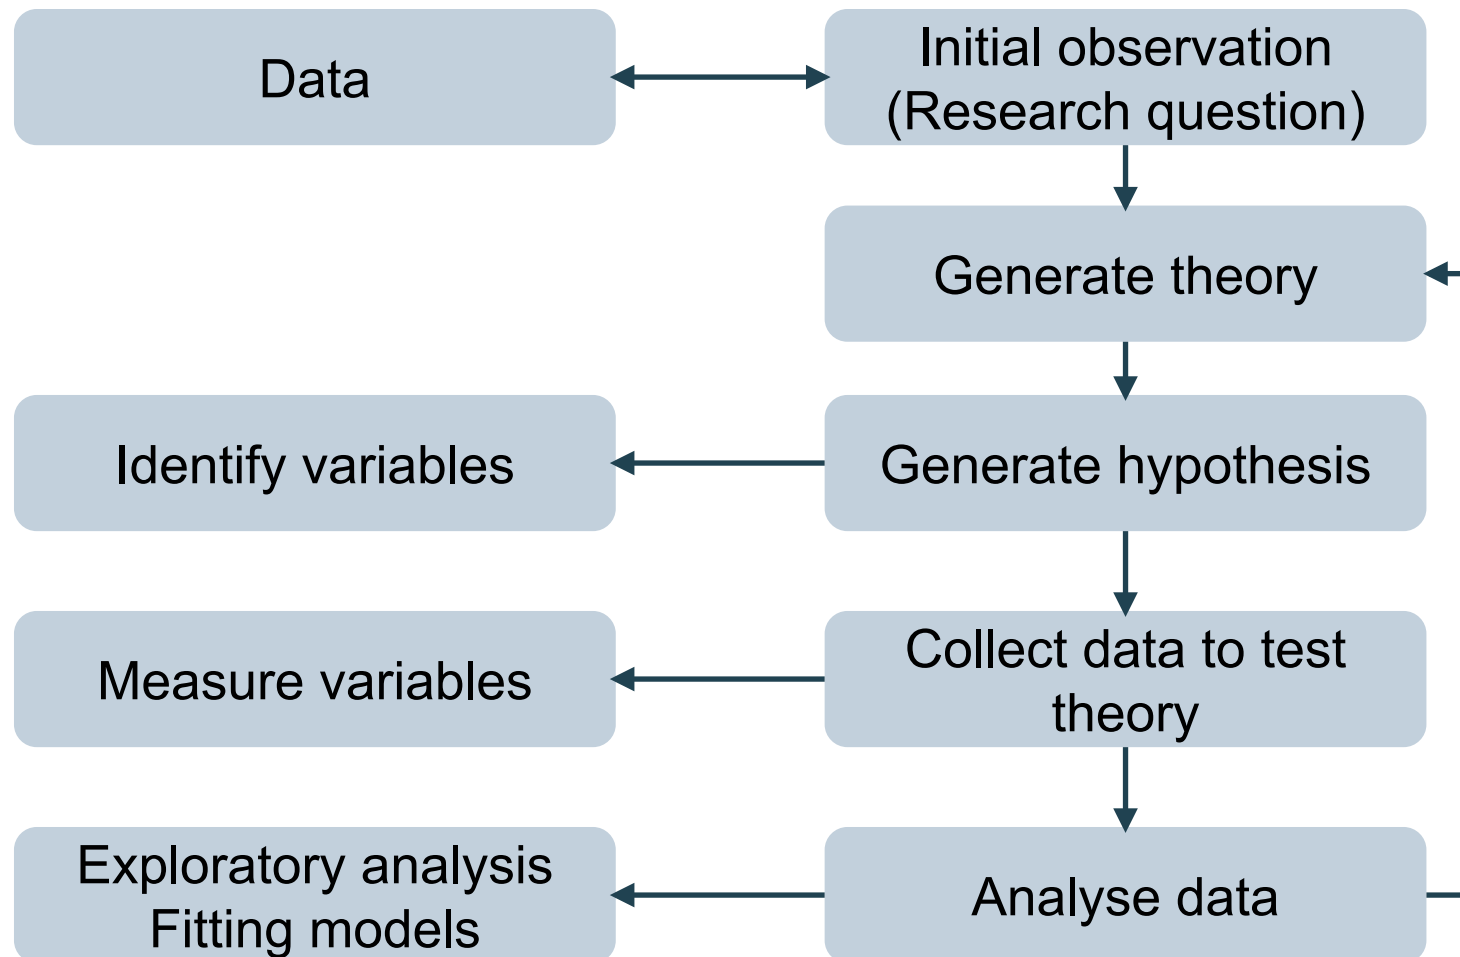 Data
Initial observation
(Research question)
Generate theory
Identify variables
Generate hypothesis
Measure variables
Collect data to test
theory
Exploratory analysis
Fitting models
Analyse data